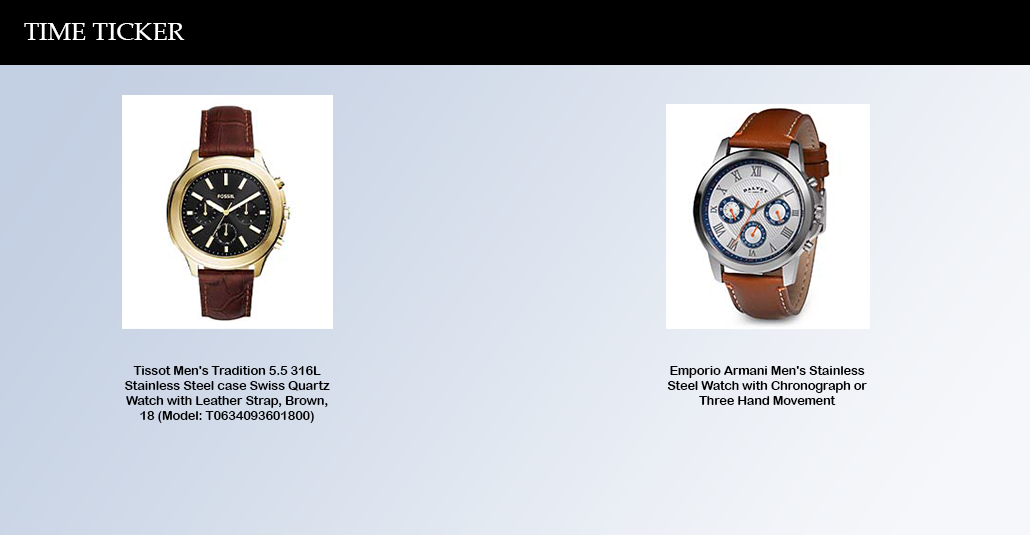 TIME TICKER
FOSSIL
DALVEY
Tissot Men's Tradition 5.5 316L
Stainless Steel case Swiss Quartz
Watch with Leather Strap, Brown,
18 (Model: T0634093601800)
Emporio Armani Men's Stainless
Steel Watch with Chronograph or
Three Hand Movement